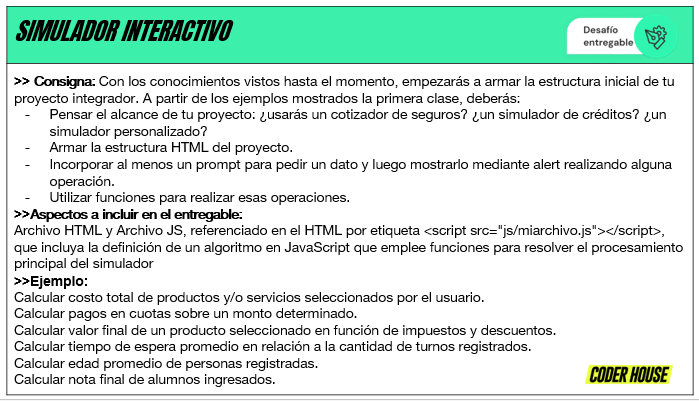 SIMULADOR INTERACTIVO
Desafío
entregable
>> Consigna: Con los conocimientos vistos hasta el momento, empezarás a armar la estructura inicial de tu
proyecto integrador. A partir de los ejemplos mostrados la primera clase, deberás:
- Pensar el alcance de tu proyecto: ¿usarás un cotizador de seguros? ¿un simulador de créditos? ¿un
simulador personalizado?
- Armar la estructura HTML del proyecto.
- Incorporar al menos un prompt para pedir un dato y luego mostrarlo mediante alert realizando alguna
operación.
- Utilizar funciones para realizar esas operaciones.
>>Aspectos a incluir en el entregable:
Archivo HTML y Archivo JS, referenciado en el HTML por etiqueta <script src="js/miarchivo.js"></script>,
que incluya la definición de un algoritmo en JavaScript que emplee funciones para resolver el procesamiento
principal del simulador
>>Ejemplo:
Calcular costo total de productos y/o servicios seleccionados por el usuario.
Calcular pagos en cuotas sobre un monto determinado.
Calcular valor final de un producto seleccionado en función de impuestos y descuentos.
Calcular tiempo de espera promedio en relación a la cantidad de turnos registrados.
Calcular edad promedio de personas registradas.
Calcular nota final de alumnos ingresados.
CODER HOUSE